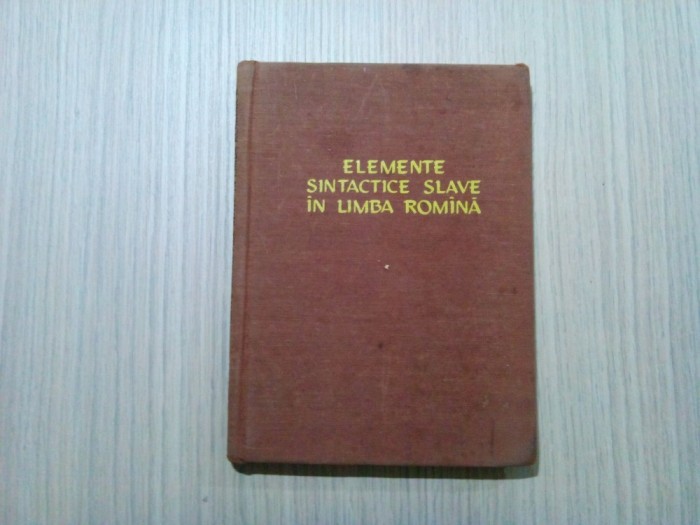 ELEMENTE
SINTACTICE SLAVE
ÎN LIMBA ROMÎNĂ